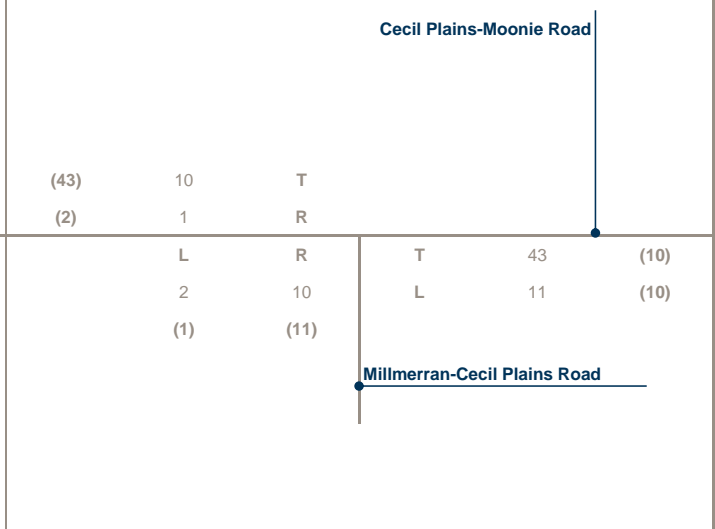 Cecil Plains-Moonie Road
(43) 10 T
(2) 1 R
L R T 43 (10)
2 10 L 11 (10)
(1) (11)
Millmerran-Cecil Plains Road